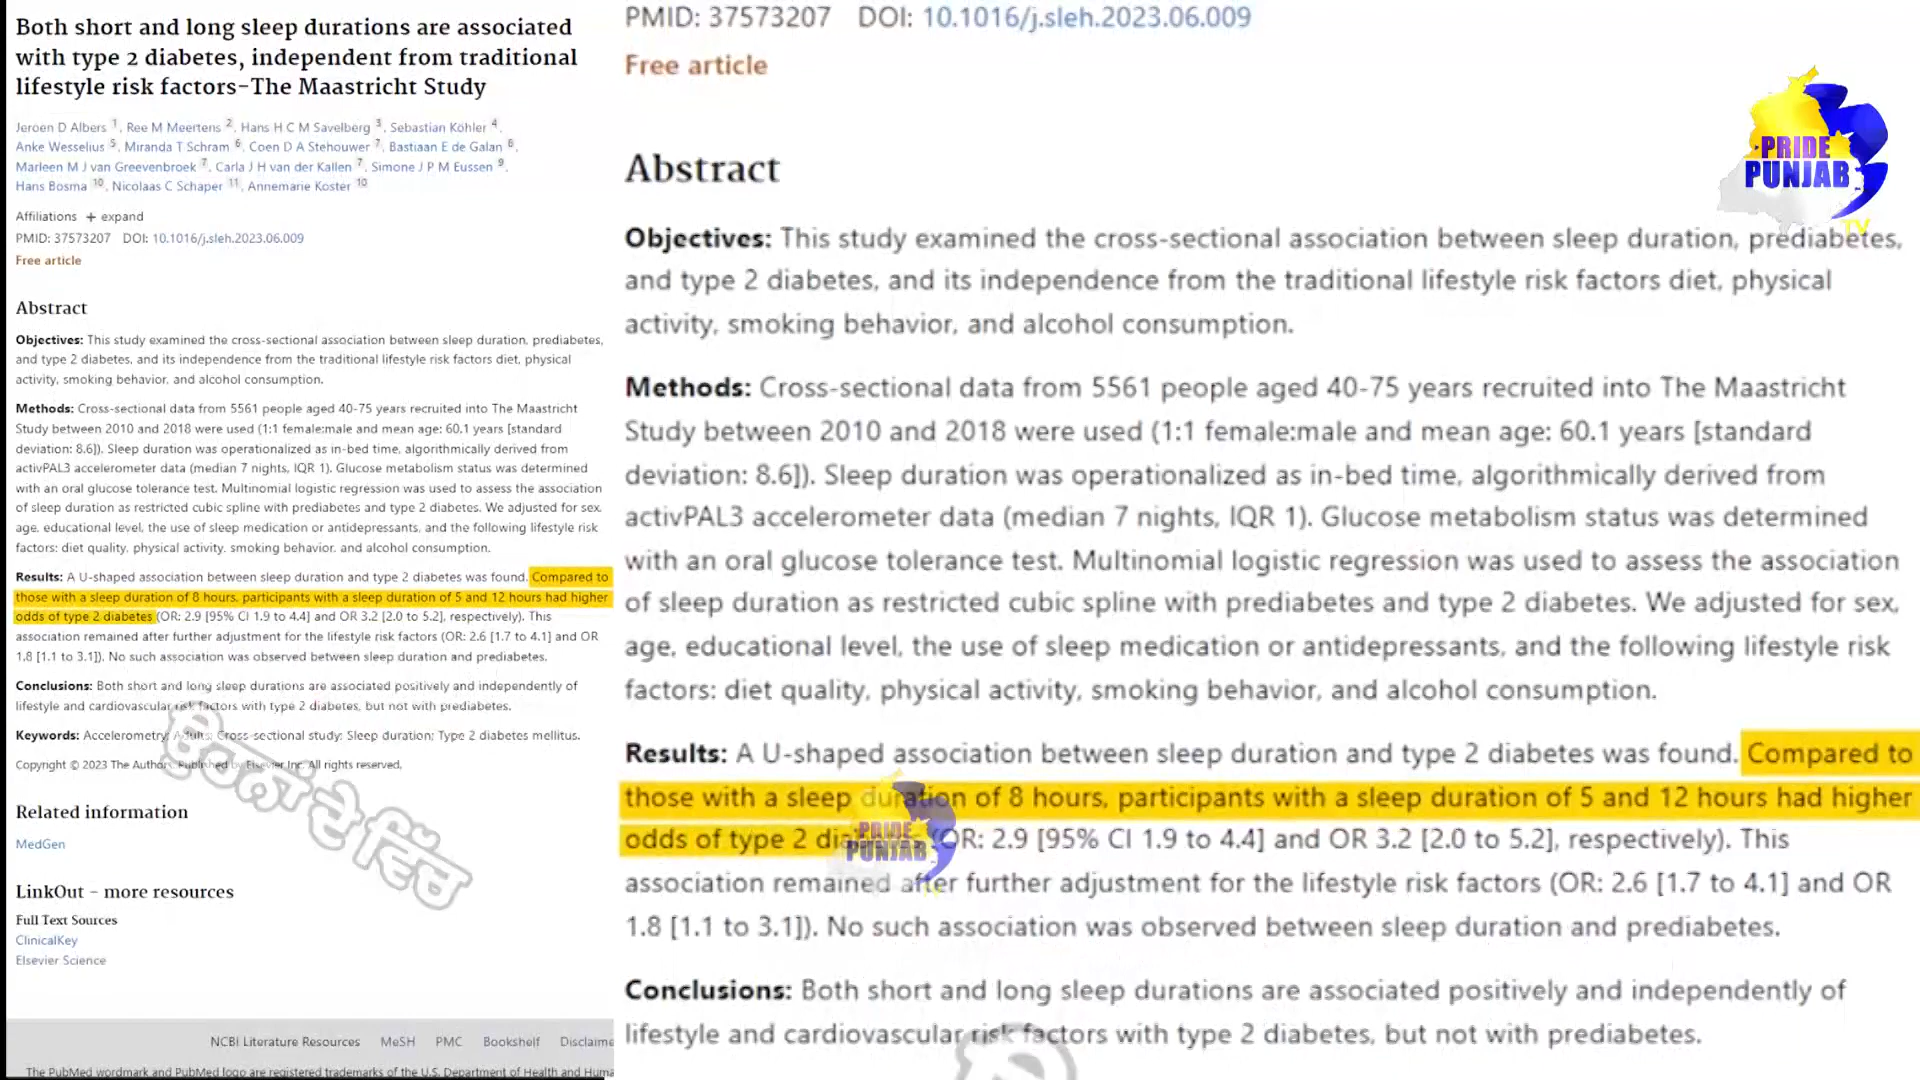 Both short and long sleep durations are associated
with type 2 diabetes, independent from traditional
lifestyle risk factors-The Maastricht Study
Jeroen D Albers 1, Ree M Meertens 2, Hans H C M Savelberg 3, Sebastian Köhler 4,
Anke Wesselius 5, Miranda T Schram 6, Coen D A Stehouwer 7, Bastiaan E de Galan 6,
Marleen M J van Greevenbroek 7, Carla J H van der Kallen 7, Simone J P M Eussen 9,
Hans Bosma 10, Nicolaas C Schaper 11, Annemarie Koster 10
Affiliations + expand
PMID: 37573207 DOI: 10.1016/j.sleh.2023.06.009
Free article
Abstract
Objectives: This study examined the cross-sectional association between sleep duration, prediabetes,
and type 2 diabetes, and its independence from the traditional lifestyle risk factors diet, physical
activity, smoking behavior, and alcohol consumption.
Methods: Cross-sectional data from 5561 people aged 40-75 years recruited into The Maastricht
Study between 2010 and 2018 were used (1:1 female:male and mean age: 60.1 years [standard
deviation: 8.6]). Sleep duration was operationalized as in-bed time, algorithmically derived from
activPAL3 accelerometer data (median 7 nights, IQR 1). Glucose metabolism status was determined
with an oral glucose tolerance test. Multinomial logistic regression was used to assess the association
of sleep duration as restricted cubic spline with prediabetes and type 2 diabetes. We adjusted for sex,
age, educational level, the use of sleep medication or antidepressants, and the following lifestyle risk
factors: diet quality, physical activity, smoking behavior, and alcohol consumption.
Results: A U-shaped association between sleep duration and type 2 diabetes was found. Compared to
those with a sleep duration of 8 hours, participants with a sleep duration of 5 and 12 hours had higher
odds of type 2 diabetes (OR: 2.9 [95% CI 1.9 to 4.4] and OR 3.2 [2.0 to 5.2], respectively). This
association remained after further adjustment for the lifestyle risk factors (OR: 2.6 [1.7 to 4.1] and OR
1.8 [1.1 to 3.1]). No such association was observed between sleep duration and prediabetes.
Conclusions: Both short and long sleep durations are associated positively and independently of
lifestyle and cardiovascular risk factors with type 2 diabetes, but not with prediabetes.
Keywords: Accelerometry; Adults; Cross-sectional study; Sleep duration; Type 2 diabetes mellitus.
Copyright © 2023 The Authors. Published by Elsevier Inc. All rights reserved.
Related information
MedGen
LinkOut - more resources
Full Text Sources
ClinicalKey
Elsevier Science
NCBI Literature Resources MeSH PMC Bookshelf Disclaime
The PubMed wordmark and PubMed logo are registered trademarks of the U.S. Department of Health and Huma
ਉਹਨਾਂ ਦੇ ਵਿੱਚ
PMID: 37573207 DOI: 10.1016/j.sleh.2023.06.009
Free article
Abstract
Objectives: This study examined the cross-sectional association between sleep duration, prediabetes,
and type 2 diabetes, and its independence from the traditional lifestyle risk factors diet, physical
activity, smoking behavior, and alcohol consumption.
Methods: Cross-sectional data from 5561 people aged 40-75 years recruited into The Maastricht
Study between 2010 and 2018 were used (1:1 female:male and mean age: 60.1 years [standard
deviation: 8.6]). Sleep duration was operationalized as in-bed time, algorithmically derived from
activPAL3 accelerometer data (median 7 nights, IQR 1). Glucose metabolism status was determined
with an oral glucose tolerance test. Multinomial logistic regression was used to assess the association
of sleep duration as restricted cubic spline with prediabetes and type 2 diabetes. We adjusted for sex,
age, educational level, the use of sleep medication or antidepressants, and the following lifestyle risk
factors: diet quality, physical activity, smoking behavior, and alcohol consumption.
Results: A U-shaped association between sleep duration and type 2 diabetes was found. Compared to
those with a sleep duration of 8 hours, participants with a sleep duration of 5 and 12 hours had higher
odds of type 2 diabetes (OR: 2.9 [95% CI 1.9 to 4.4] and OR 3.2 [2.0 to 5.2], respectively). This
association remained after further adjustment for the lifestyle risk factors (OR: 2.6 [1.7 to 4.1] and OR
1.8 [1.1 to 3.1]). No such association was observed between sleep duration and prediabetes.
Conclusions: Both short and long sleep durations are associated positively and independently of
lifestyle and cardiovascular risk factors with type 2 diabetes, but not with prediabetes.
PRIDE
PUNJAB
TV
PRIDE
PUNJAB
TV